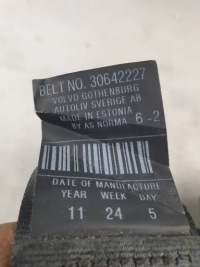 BELT NO. 30642227
VOLVO GOTHENBURG
AUTOLIV SVERIGE AB
MADE IN ESTONIA
BY AS NORMA 6-2
DATE OF MANUFACTURE
YEAR WEEK DAY
11 24 5